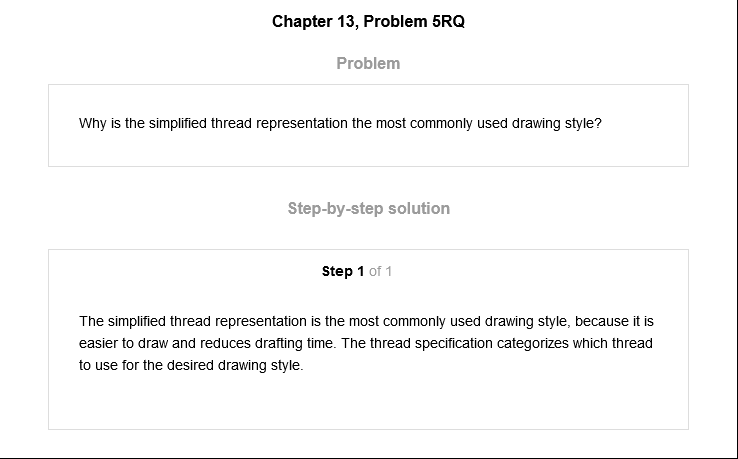 Chapter 13, Problem 5RQ
Problem
Why is the simplified thread representation the most commonly used drawing style?
Step-by-step solution
Step 1 of 1
The simplified thread representation is the most commonly used drawing style, because it is
easier to draw and reduces drafting time. The thread specification categorizes which thread
to use for the desired drawing style.